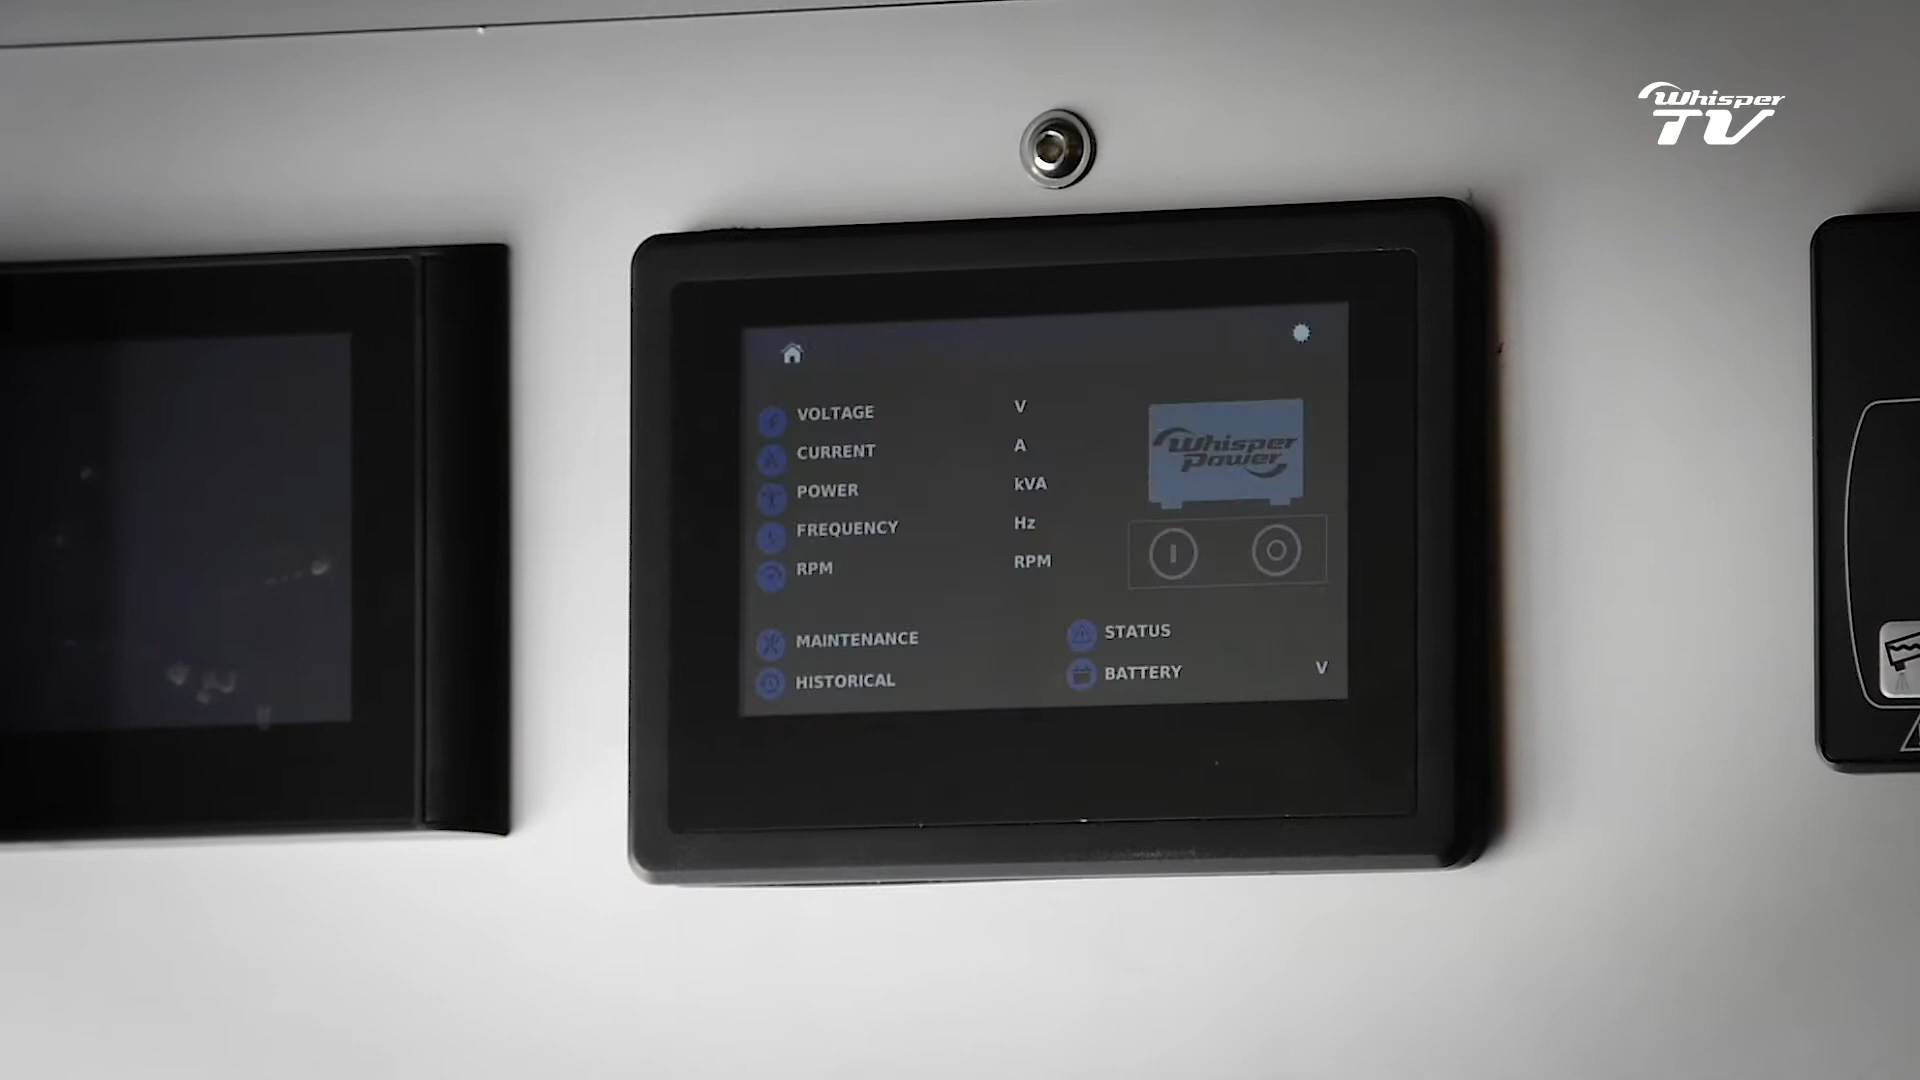 Whisper
TV
VOLTAGE V
CURRENT A
POWER kVA
FREQUENCY Hz
RPM RPM
Whisper
Power
MAINTENANCE
HISTORICAL
STATUS
BATTERY V